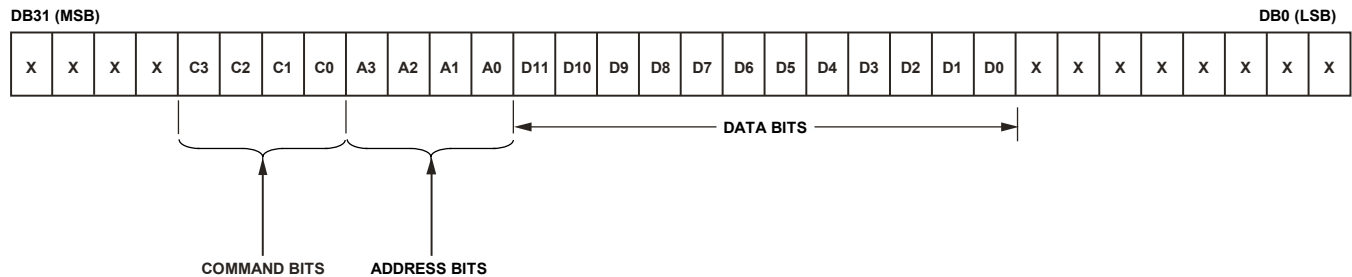 DB31 (MSB) DB0 (LSB)
X X X X C3 C2 C1 C0 A3 A2 A1 A0 D11 D10 D9 D8 D7 D6 D5 D4 D3 D2 D1 D0 X X X X X X X X
DATA BITS
COMMAND BITS ADDRESS BITS